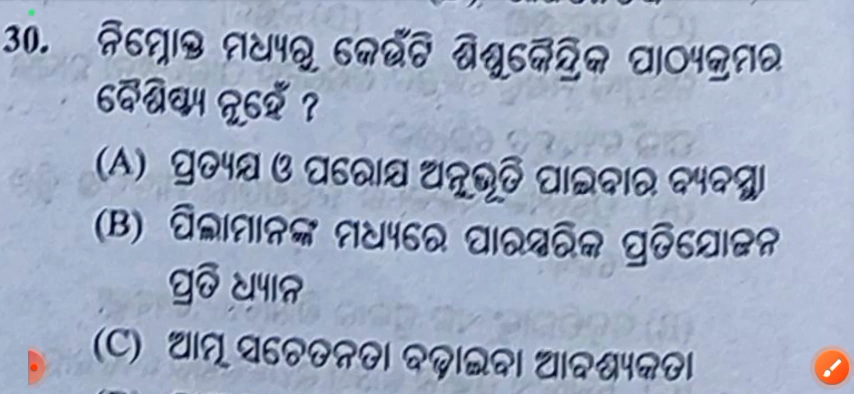 30. ନିମ୍ନୋକ୍ତ ମଧ୍ୟରୁ କେଉଁଟି ଶିଶୁକୈନ୍ଦ୍ରିକ ପାଠ୍ୟକ୍ରମର
ବୈଶିଷ୍ଟ୍ୟ ନୁହେଁ ?
(A) ପ୍ରତ୍ୟକ୍ଷ ଓ ପରୋକ୍ଷ ଅନୁଭୂତି ପାଇବାର ବ୍ୟବସ୍ଥା
(B) ପିଲାମାନଙ୍କ ମଧ୍ୟରେ ପାରସ୍ପରିକ ପ୍ରତିଯୋଜନ
ପ୍ରତି ଧ୍ୟାନ
(C) ଆତ୍ମ ସଚେତନତା ବଢ଼ାଇବା ଆବଶ୍ୟକତା